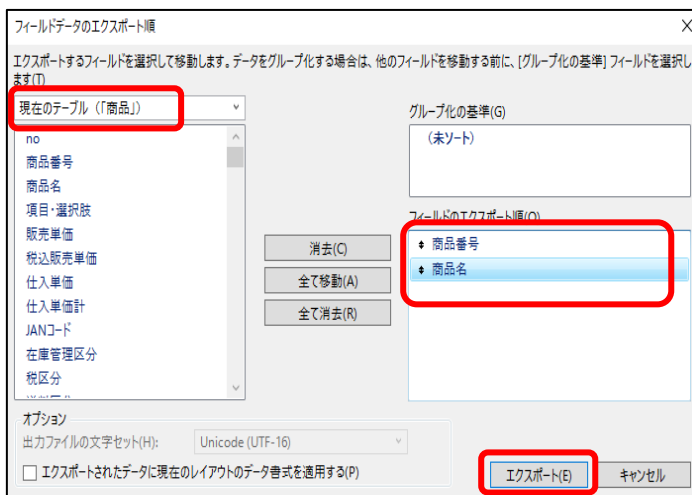 フィールドデータのエクスポート順
エクスポートするフィールドを選択して移動します。データをグループ化する場合は、他のフィールドを移動する前に、[グループ化の基準] フィールドを選択し
ます(T)
現在のテーブル (「商品」)
グループ化の基準(G)
no
(未ソート)
商品番号
商品名
項目・選択肢
販売単価
フィールドのエクスポート順(O)
税込販売単価
消去(C)
商品番号
仕入単価
全て移動(A)
商品名
仕入単価計
全て消去(R)
JANコード
在庫管理区分
税区分
オプション
出力ファイルの文字セット(H):
Unicode (UTF-16)
エクスポートされたデータに現在のレイアウトのデータ書式を適用する(P)
エクスポート(E)
キャンセル